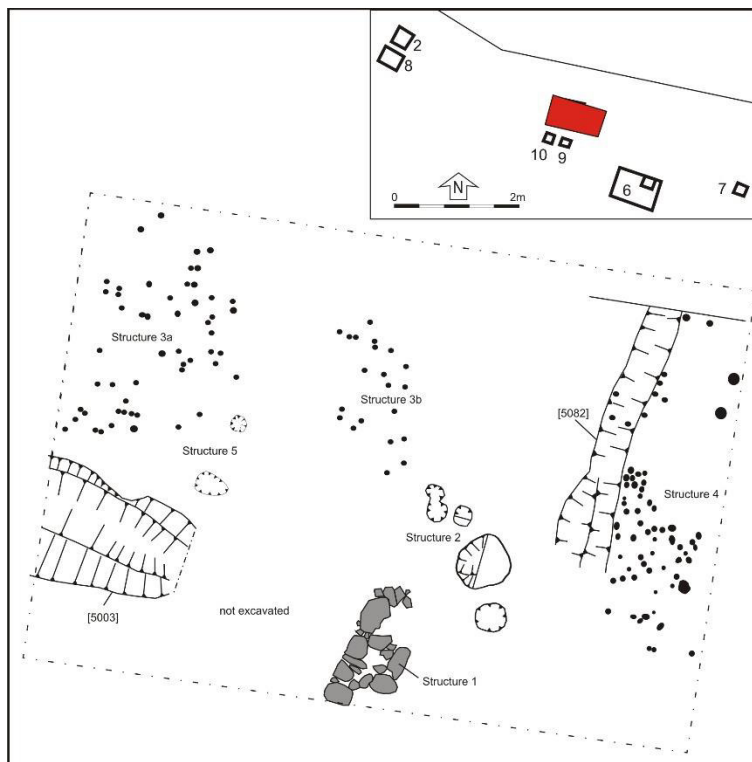 2
8
10
9
6
7
0
N
2m
Structure 3a
Structure 3b
[5082]
Structure 5
Structure 4
Structure 2
[5003]
not excavated
Structure 1